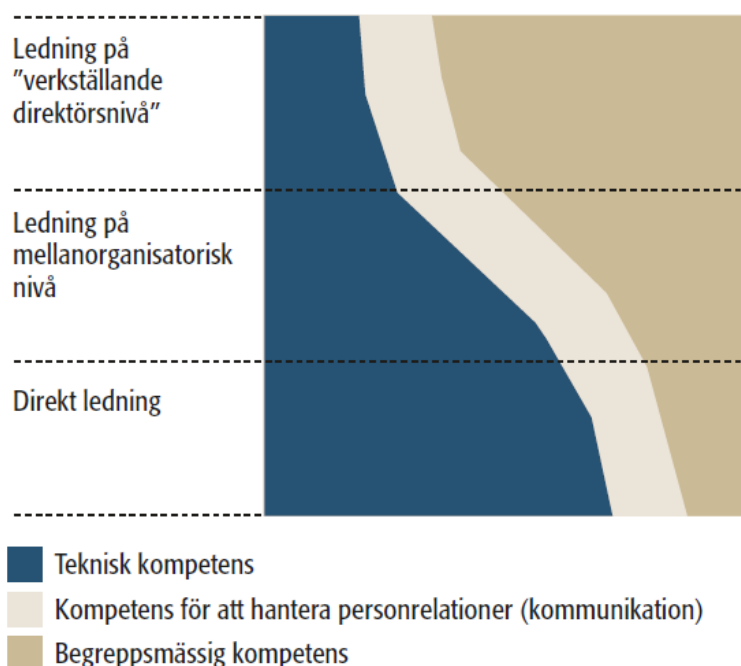 Ledning på
”verkställande
direktörsnivå”
Ledning på
mellanorganisatorisk
nivå
Direkt ledning
Teknisk kompetens
Kompetens för att hantera personrelationer (kommunikation)
Begreppsmässig kompetens